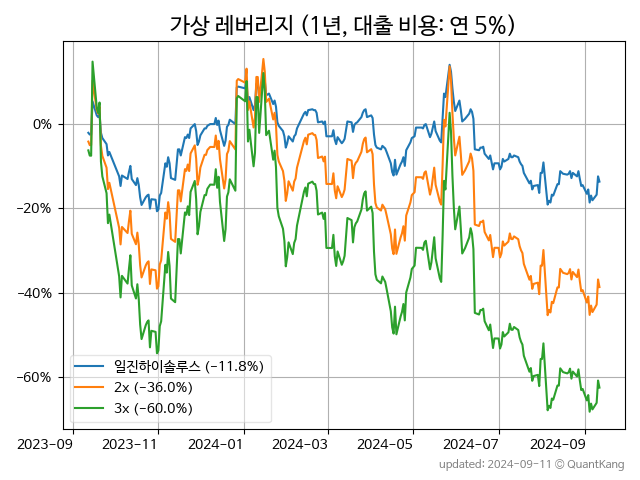 가상 레버리지 (1년, 대출 비용: 연 5%)
0%
−20%
−40%
−60%
일진하이솔루스 (−11.8%)
2x (−36.0%)
3x (−60.0%)
2023−09 2023−11 2024−01 2024−03 2024−05 2024−07 2024−09
updated: 2024−09−11 © QuantKang